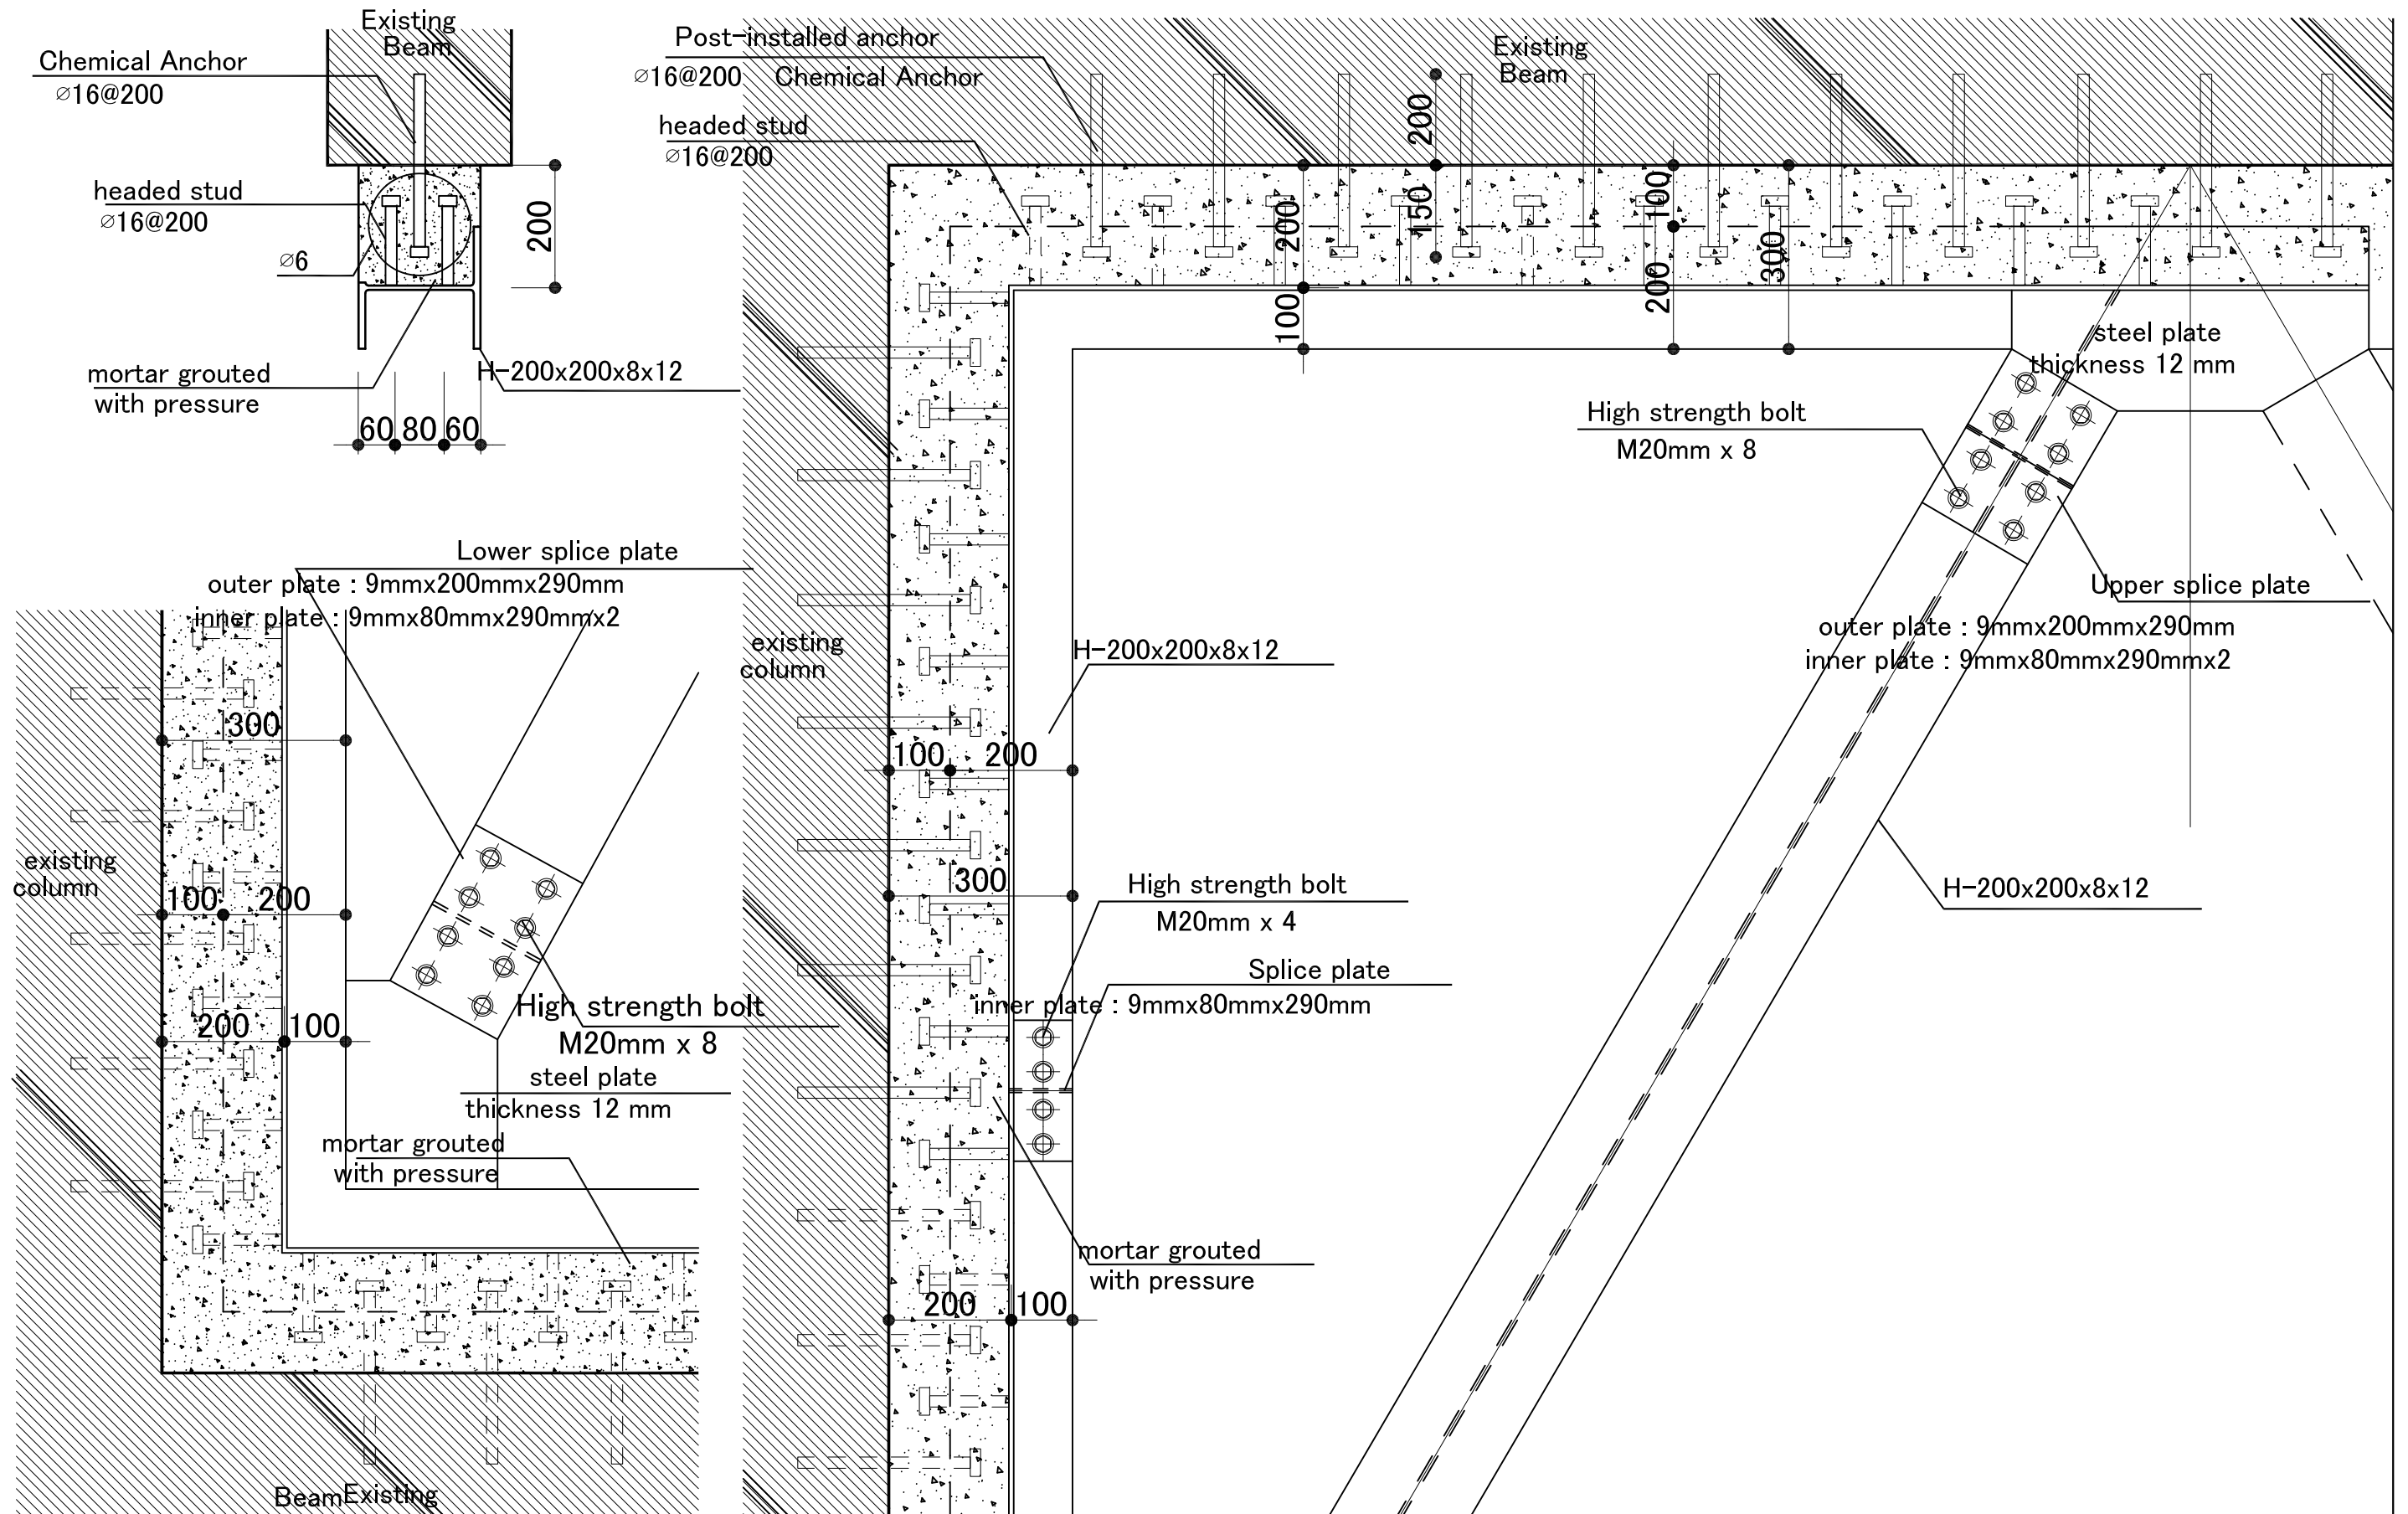 Existing
Beam
Chemical Anchor
∅16@200
headed stud
∅16@200
∅6
200
mortar grouted
with pressure
H-200x200x8x12
60 80 60
Post-installed anchor
∅16@200 Chemical Anchor
headed stud
∅16@200
Existing
Beam
200
150
200
100
100
200
300
steel plate
thickness 12 mm
High strength bolt
M20mm x 8
Upper splice plate
outer plate : 9mmx200mmx290mm
inner plate : 9mmx80mmx290mmx2
existing
column
H-200x200x8x12
100 200
300
High strength bolt
M20mm x 4
Splice plate
inner plate : 9mmx80mmx290mm
H-200x200x8x12
mortar grouted
with pressure
200 100
Lower splice plate
outer plate : 9mmx200mmx290mm
inner plate : 9mmx80mmx290mmx2
300
existing
column
100 200
200 100
High strength bolt
M20mm x 8
steel plate
thickness 12 mm
mortar grouted
with pressure
Beam Existing